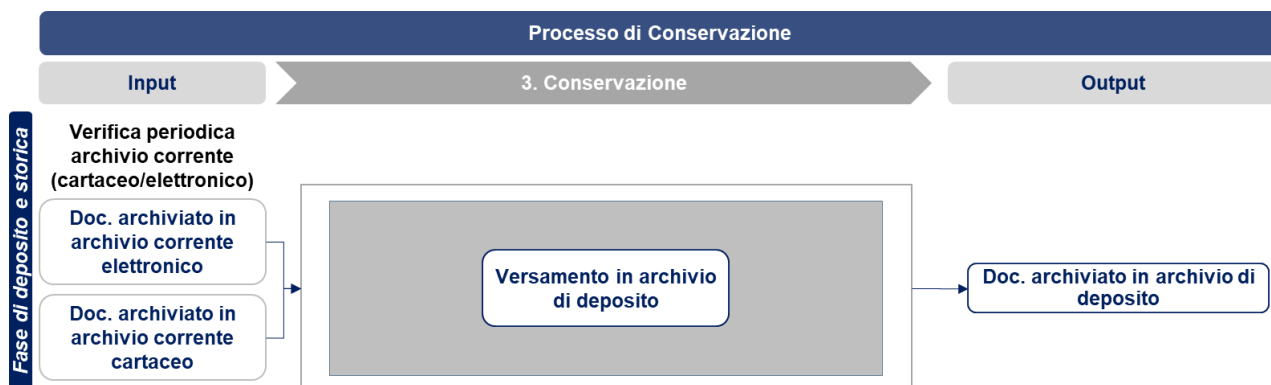 Processo di Conservazione
Input
3. Conservazione
Output
Fase di deposito e storica
Verifica periodica
archivio corrente
(cartaceo/elettronico)
Doc. archiviato in
archivio corrente
elettronico
Doc. archiviato in
archivio corrente
cartaceo
Versamento in archivio
di deposito
Doc. archiviato in archivio di
deposito